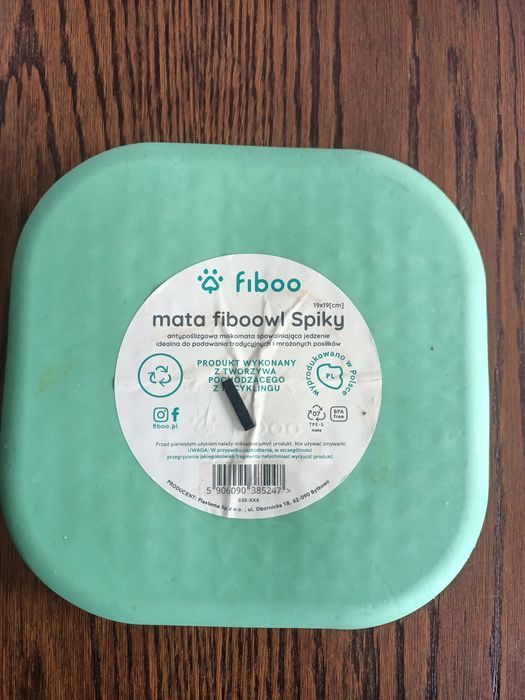 fiboo
19x19[cm]
mata fiboowl Spiky
antypoślizgowa miskomata spowalniająca jedzenie
idealna do podawania tradycyjnych i mrożonych posiłków
PRODUKT WYKONANY
Z TWORZYWA
POCHODZĄCEGO
Z RECYKLINGU
wyprodukowano w Polsce
PL
fiboo.pl
07
TPE-S
mata
BPA
free
fiboo
Przed pierwszym użyciem należy dokładnie umyć produkt. Nie używać zmywarki.
UWAGA: W przypadku uszkodzenia, w szczególności
przegryzienia jakiegokolwiek fragmentu natychmiast wyrzucić produkt.
5 906090 385247 >
035-XXX
PRODUCENT: Plastema Sp. z o.o., ul. Obornicka 1B, 62-090 Bytkowo